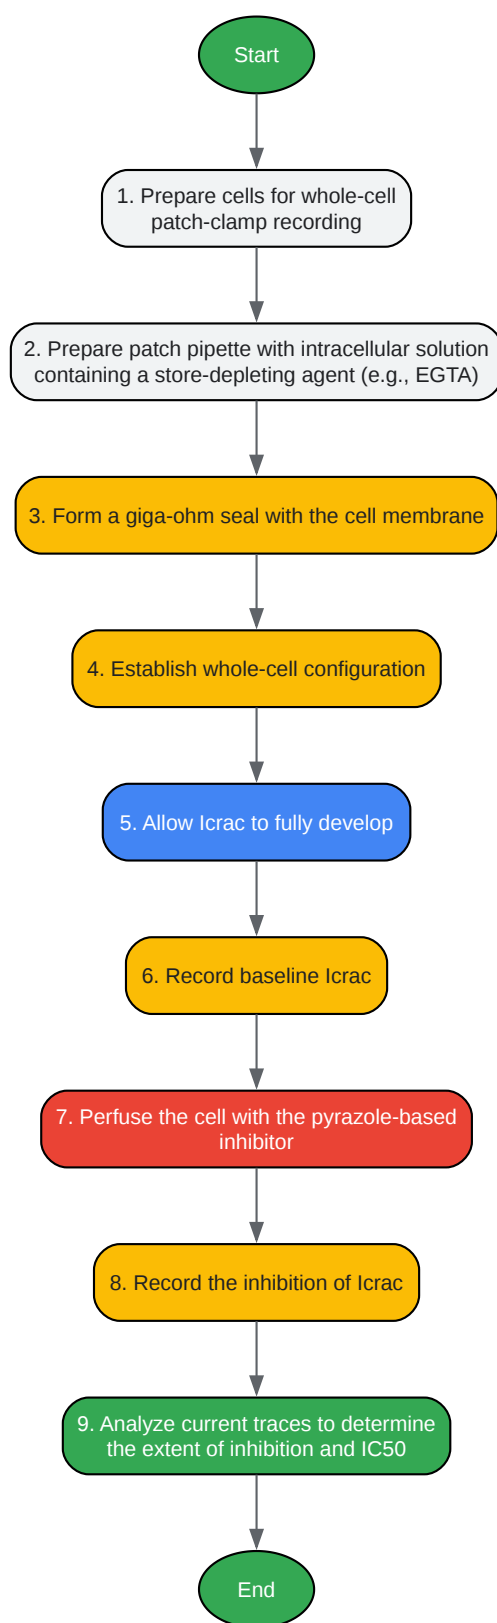 Start
1. Prepare cells for whole-cell
patch-clamp recording
2. Prepare patch pipette with intracellular solution
containing a store-depleting agent (e.g., EGTA)
3. Form a giga-ohm seal with the cell membrane
4. Establish whole-cell configuration
5. Allow Icrac to fully develop
6. Record baseline Icrac
7. Perfuse the cell with the pyrazole-based
inhibitor
8. Record the inhibition of Icrac
9. Analyze current traces to determine
the extent of inhibition and IC50
End